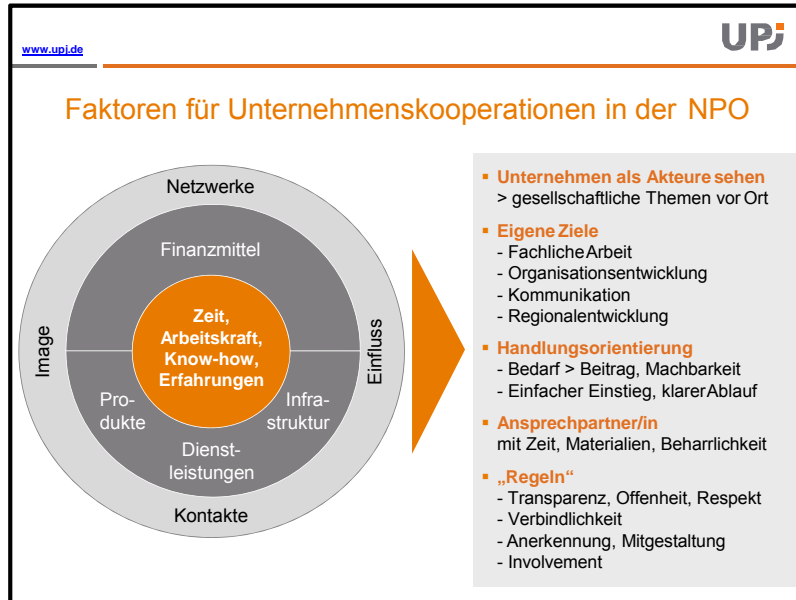 www.upj.de
UPJ
Faktoren für Unternehmenskooperationen in der NPO
Netzwerke
Finanzmittel
Image
Zeit,
Arbeitskraft,
Know-how,
Erfahrungen
Einfluss
Pro-
dukte
Infra-
struktur
Dienst-
leistungen
Kontakte
▪ Unternehmen als Akteure sehen
> gesellschaftliche Themen vor Ort
▪ Eigene Ziele
- Fachliche Arbeit
- Organisationsentwicklung
- Kommunikation
- Regionalentwicklung
▪ Handlungsorientierung
- Bedarf > Beitrag, Machbarkeit
- Einfacher Einstieg, klarer Ablauf
▪ Ansprechpartner/in
mit Zeit, Materialien, Beharrlichkeit
▪ „Regeln“
- Transparenz, Offenheit, Respekt
- Verbindlichkeit
- Anerkennung, Mitgestaltung
- Involvement